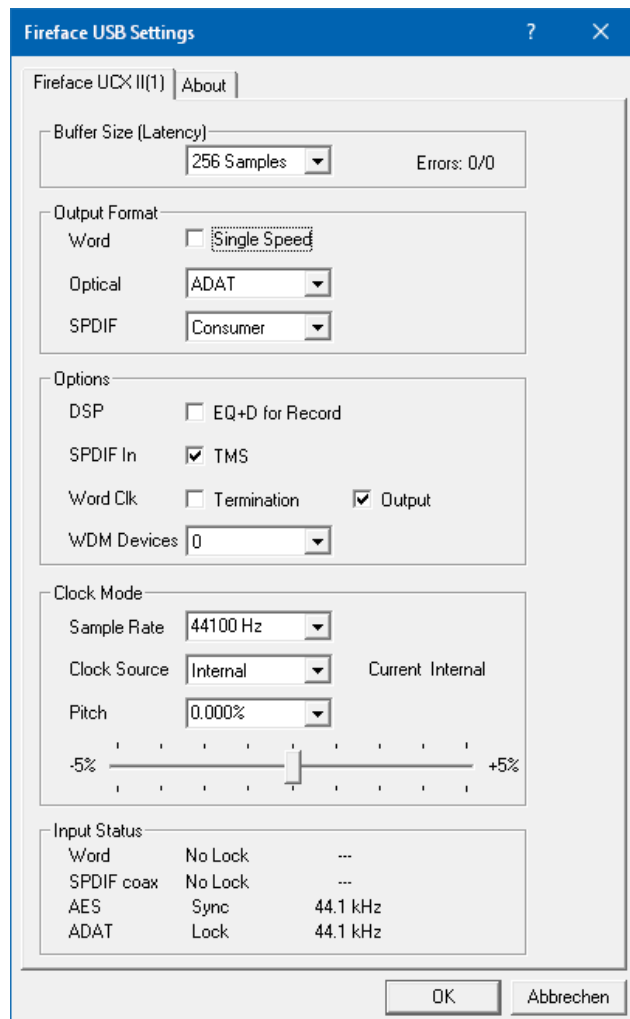 Fireface USB Settings ?
Fireface UCX II(1) About
Buffer Size (Latency)
256 Samples Errors: 0/0
Output Format
Word Single Speed
Optical ADAT
SPDIF Consumer
Options
DSP EQ+D for Record
SPDIF In TMS
Word Clk Termination Output
WDM Devices 0
Clock Mode
Sample Rate 44100 Hz
Clock Source Internal Current Internal
Pitch 0.000%
-5% +5%
Input Status
Word No Lock ---
SPDIF coax No Lock ---
AES Sync 44.1 kHz
ADAT Lock 44.1 kHz
OK Abbrechen